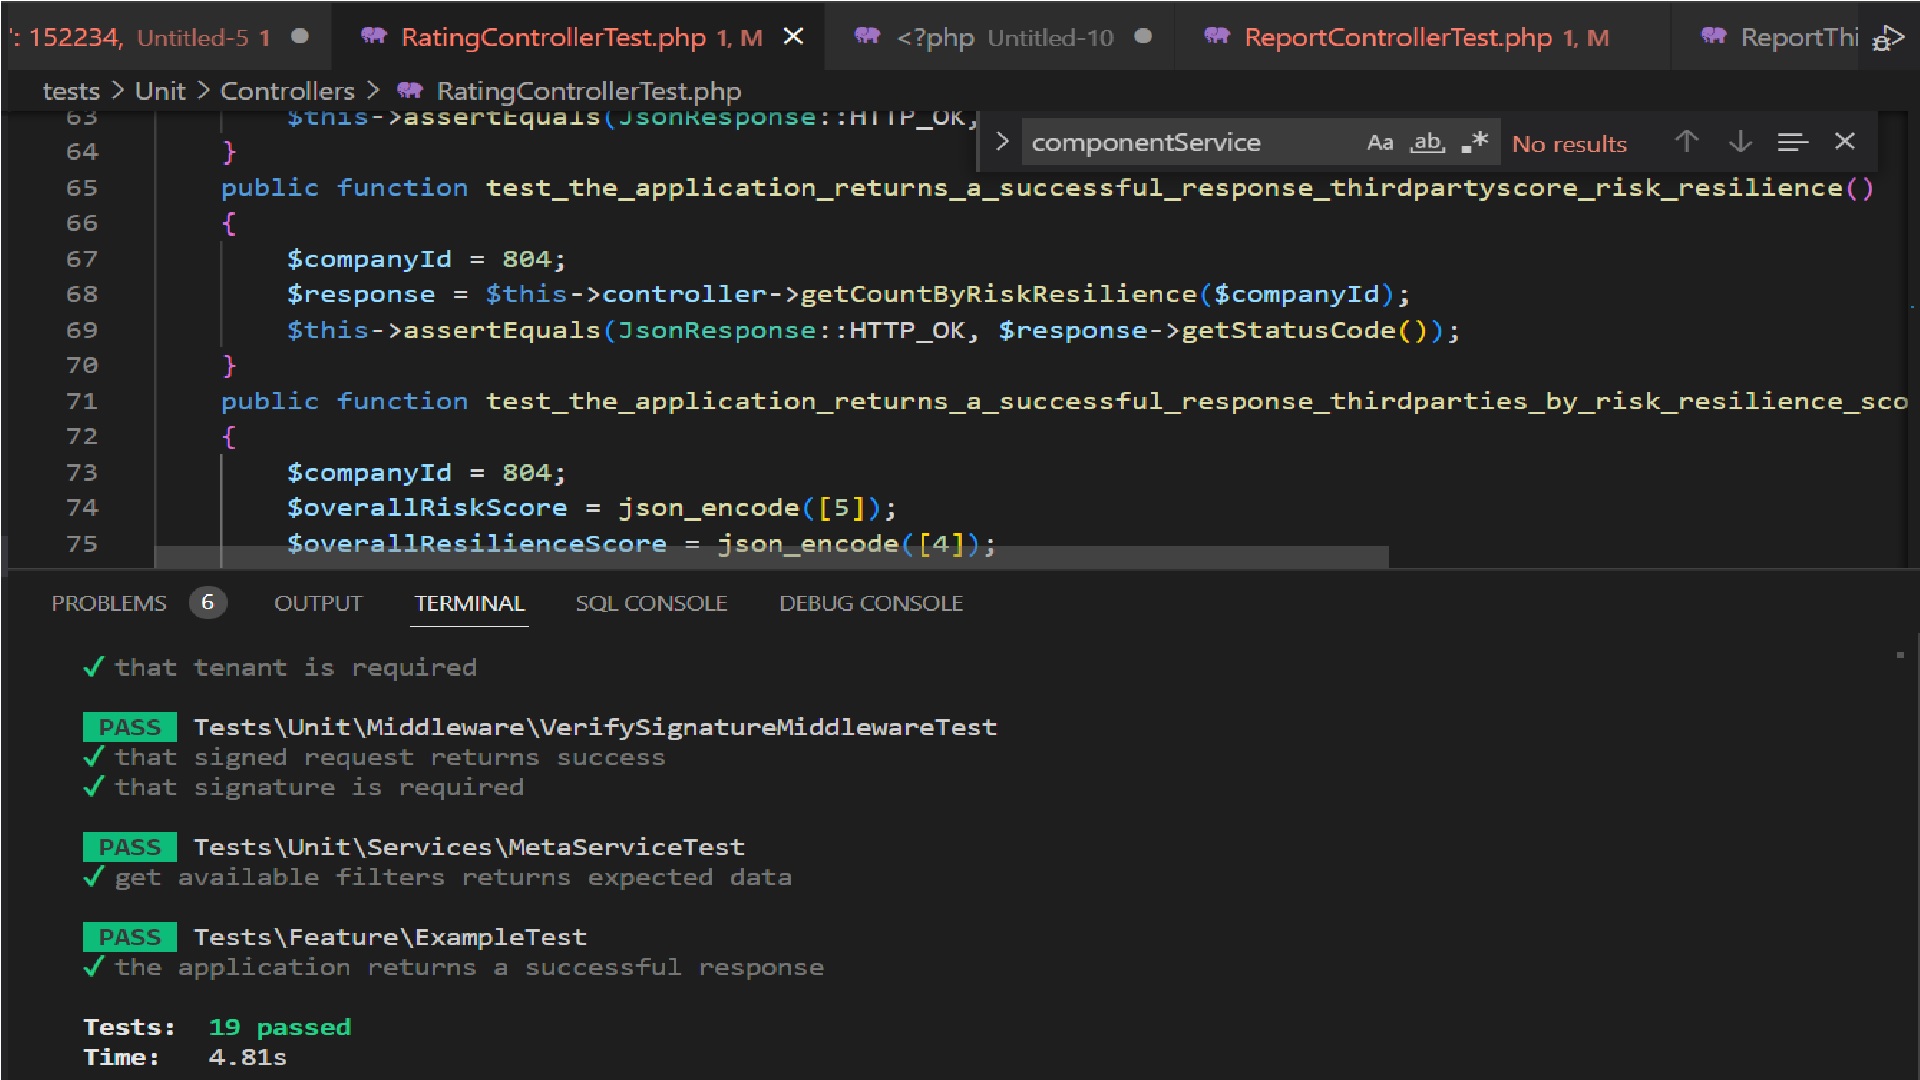 ': 152234, Untitled-5 1
RatingControllerTest.php 1, M
<?php Untitled-10
ReportControllerTest.php 1, M
ReportThi
tests > Unit > Controllers > RatingControllerTest.php
componentService Aa ab .* No results
63 $this->assertEquals(JsonResponse::HTTP_OK,
64 }
65 public function test_the_application_returns_a_successful_response_thirdpartyscore_risk_resilience()
66 {
67 $companyId = 804;
68 $response = $this->controller->getCountByRiskResilience($companyId);
69 $this->assertEquals(JsonResponse::HTTP_OK, $response->getStatusCode());
70 }
71 public function test_the_application_returns_a_successful_response_thirdparties_by_risk_resilience_sco
72 {
73 $companyId = 804;
74 $overallRiskScore = json_encode([5]);
75 $overallResilienceScore = json_encode([4]);
PROBLEMS 6 OUTPUT TERMINAL SQL CONSOLE DEBUG CONSOLE
✓ that tenant is required
PASS Tests\Unit\Middleware\VerifySignatureMiddlewareTest
✓ that signed request returns success
✓ that signature is required
PASS Tests\Unit\Services\MetaServiceTest
✓ get available filters returns expected data
PASS Tests\Feature\ExampleTest
✓ the application returns a successful response
Tests: 19 passed
Time: 4.81s